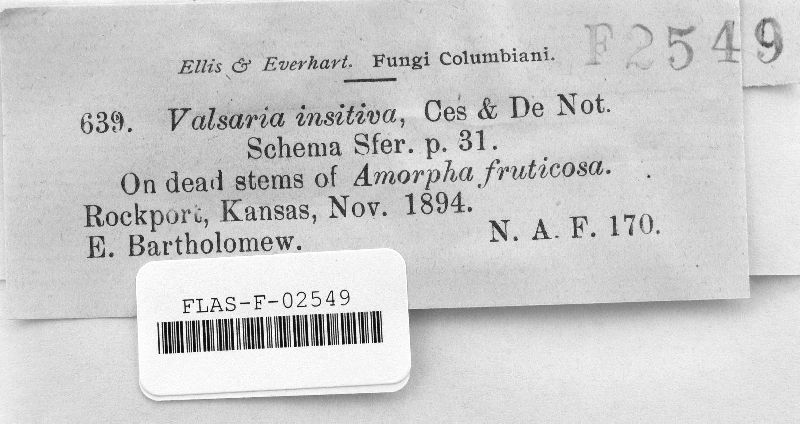 Ellis & Everhart. Fungi Columbiani.
F2549
639. Valsaria insitiva, Ces & De Not.
Schema Sfer. p. 31.
On dead stems of Amorpha fruticosa.
Rockport, Kansas, Nov. 1894.
E. Bartholomew.
N. A. F. 170.
FLAS-F-02549